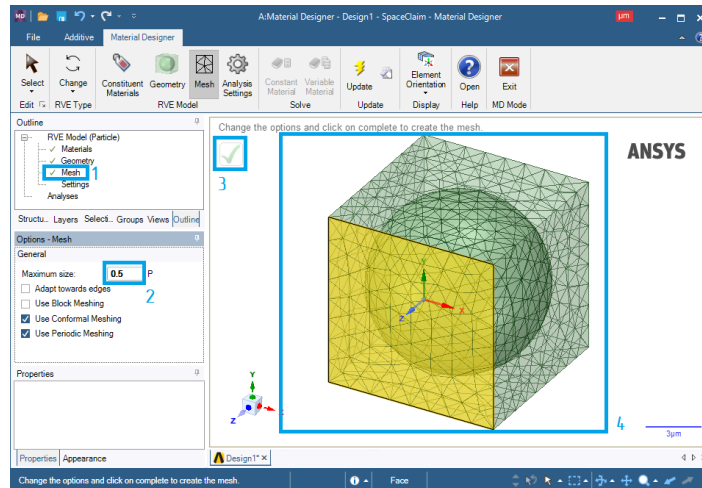 MD
A:Material Designer - Design1 - SpaceClaim - Material Designer
µm
File Additive Material Designer
Select Change Constituent Materials Geometry Mesh Analysis Settings Constant Material Variable Material Update Element Orientation Open Exit
Edit RVE Type RVE Model Solve Update Display Help MD Mode
Outline
RVE Model (Particle)
Materials
Geometry
Mesh 1
Settings
Analyses
Structu... Layers Selecti... Groups Views Outline
Options - Mesh
General
Maximum size: 0.5 P
2
Adapt towards edges
Use Block Meshing
Use Conformal Meshing
Use Periodic Meshing
Properties
Properties Appearance
Change the options and click on complete to create the mesh.
3
ANSYS
Y
X
Z
4
3µm
Y
Z
Design1*
Change the options and click on complete to create the mesh.
Face